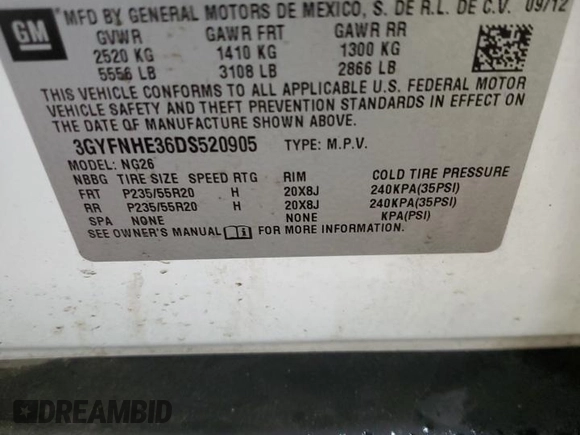 GM
MFD BY GENERAL MOTORS DE MEXICO, S. DE R.L. DE C.V. 09/12
GVWR GAWR FRT GAWR RR
2520 KG 1410 KG 1300 KG
5556 LB 3108 LB 2866 LB
THIS VEHICLE CONFORMS TO ALL APPLICABLE U.S. FEDERAL MOTOR
VEHICLE SAFETY AND THEFT PREVENTION STANDARDS IN EFFECT ON
THE DATE OF MANUFACTURE SHOWN ABOVE.
3GYFNHE36DS520905 TYPE: M.P.V.
MODEL: NG26
NBBG TIRE SIZE SPEED RTG RIM COLD TIRE PRESSURE
FRT P235/55R20 H 20X8J 240KPA(35PSI)
RR P235/55R20 H 20X8J 240KPA(35PSI)
SPA NONE NONE KPA(PSI)
SEE OWNER'S MANUAL FOR MORE INFORMATION.
DREAMBID